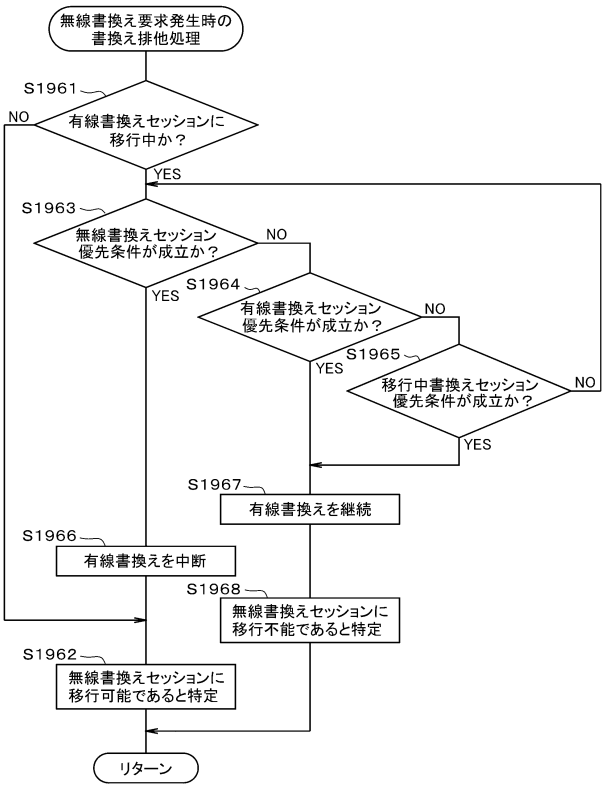 無線書換え要求発生時の
書換え排他処理
S1961
有線書換えセッションに
移行中か？
NO
YES
S1963
無線書換えセッション
優先条件が成立か？
NO
YES
S1964
有線書換えセッション
優先条件が成立か？
NO
YES
S1965
移行中書換えセッション
優先条件が成立か？
NO
YES
S1967
有線書換えを継続
S1966
有線書換えを中断
S1968
無線書換えセッションに
移行不能であると特定
S1962
無線書換えセッションに
移行可能であると特定
リターン